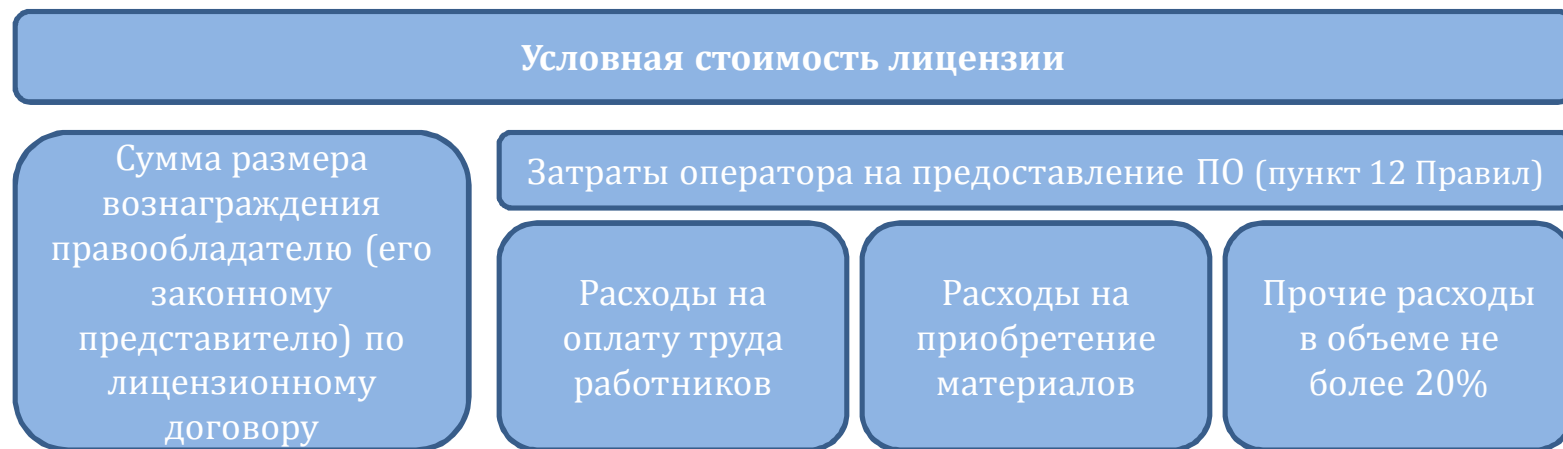 Условная стоимость лицензии
Сумма размера
вознаграждения
правообладателю (его
законному
представителю) по
лицензионному
договору
Затраты оператора на предоставление ПО (пункт 12 Правил)
Расходы на
оплату труда
работников
Расходы на
приобретение
материалов
Прочие расходы
в объеме не
более 20%